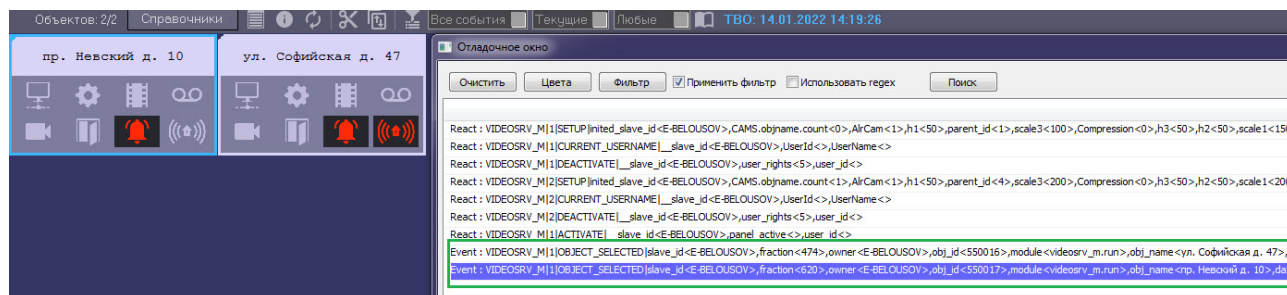 Объектов: 2/2 Справочники Все события Текущие Любые ТВО: 14.01.2022 14:19:26
пр. Невский д. 10 ул. Софийская д. 47
Отладочное окно
Очистить Цвета Фильтр Применить фильтр Использовать regex Поиск
React : VIDEOSRV_M|1|SETUP|inited_slave_id<E-BELOUSOV>,CAMS.objname.count<0>,AlrCam<1>,h1<50>,parent_id<1>,scale3<100>,Compression<0>,h3<50>,h2<50>,scale1<150
React : VIDEOSRV_M|1|CURRENT_USERNAME|__slave_id<E-BELOUSOV>,UserId<>,UserName<>
React : VIDEOSRV_M|1|DEACTIVATE|__slave_id<E-BELOUSOV>,user_rights<5>,user_id<>
React : VIDEOSRV_M|2|SETUP|inited_slave_id<E-BELOUSOV>,CAMS.objname.count<1>,AlrCam<1>,h1<50>,parent_id<4>,scale3<200>,Compression<0>,h3<50>,h2<50>,scale1<200
React : VIDEOSRV_M|2|CURRENT_USERNAME|__slave_id<E-BELOUSOV>,UserId<>,UserName<>
React : VIDEOSRV_M|2|DEACTIVATE|__slave_id<E-BELOUSOV>,user_rights<5>,user_id<>
React : VIDEOSRV_M|1|ACTIVATE|__slave_id<E-BELOUSOV>,panel_active<>,user_id<>
Event : VIDEOSRV_M|1|OBJECT_SELECTED|slave_id<E-BELOUSOV>,fraction<474>,owner<E-BELOUSOV>,obj_id<550016>,module<videosrv_m.run>,obj_name<ул. Софийская д. 47>,
Event : VIDEOSRV_M|1|OBJECT_SELECTED|slave_id<E-BELOUSOV>,fraction<620>,owner<E-BELOUSOV>,obj_id<550017>,module<videosrv_m.run>,obj_name<пр. Невский д. 10>,da